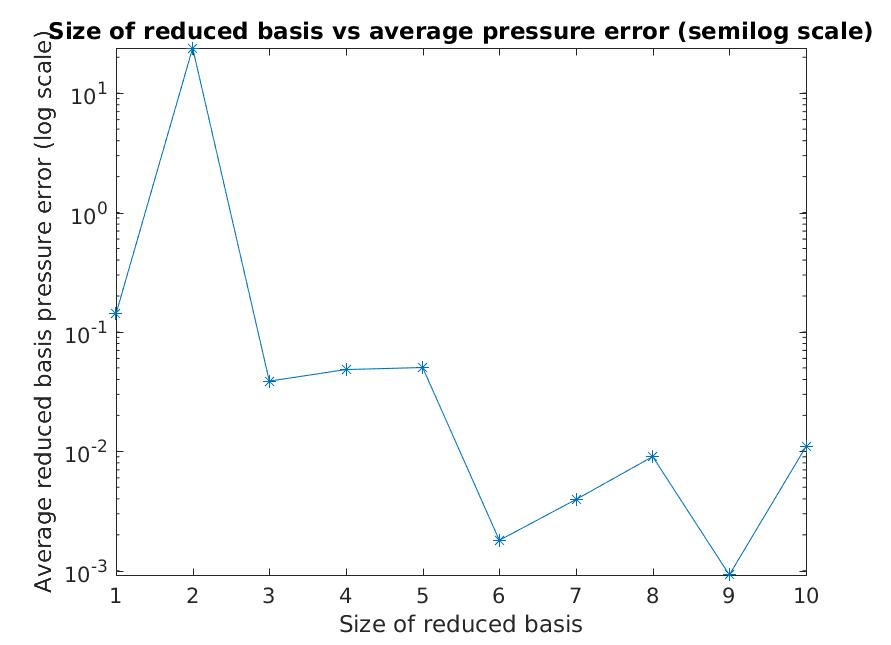 Size of reduced basis vs average pressure error (semilog scale)
Average reduced basis pressure error (log scale)
10^1
10^0
10^-1
10^-2
10^-3
1 2 3 4 5 6 7 8 9 10
Size of reduced basis